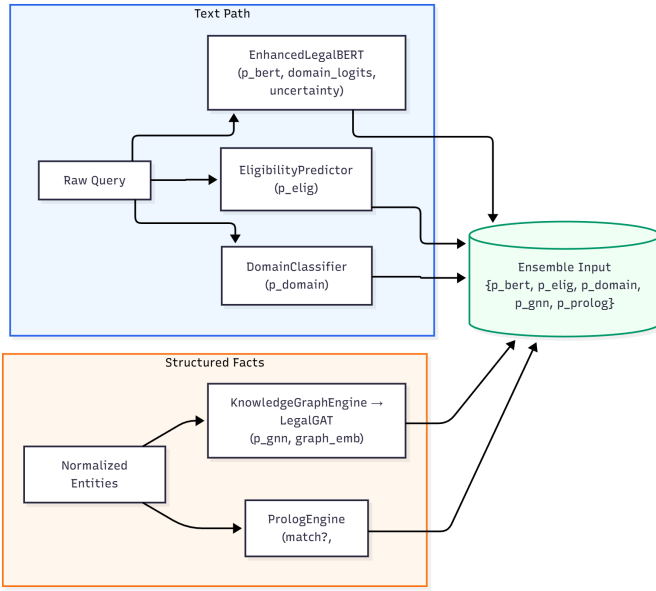 Text Path
EnhancedLegalBERT
(p_bert, domain_logits,
uncertainty)
Raw Query
EligibilityPredictor
(p_elig)
DomainClassifier
(p_domain)
Ensemble Input
{p_bert, p_elig, p_domain,
p_gnn, p_prolog}
Structured Facts
KnowledgeGraphEngine →
LegalGAT
(p_gnn, graph_emb)
Normalized
Entities
PrologEngine
(match?,